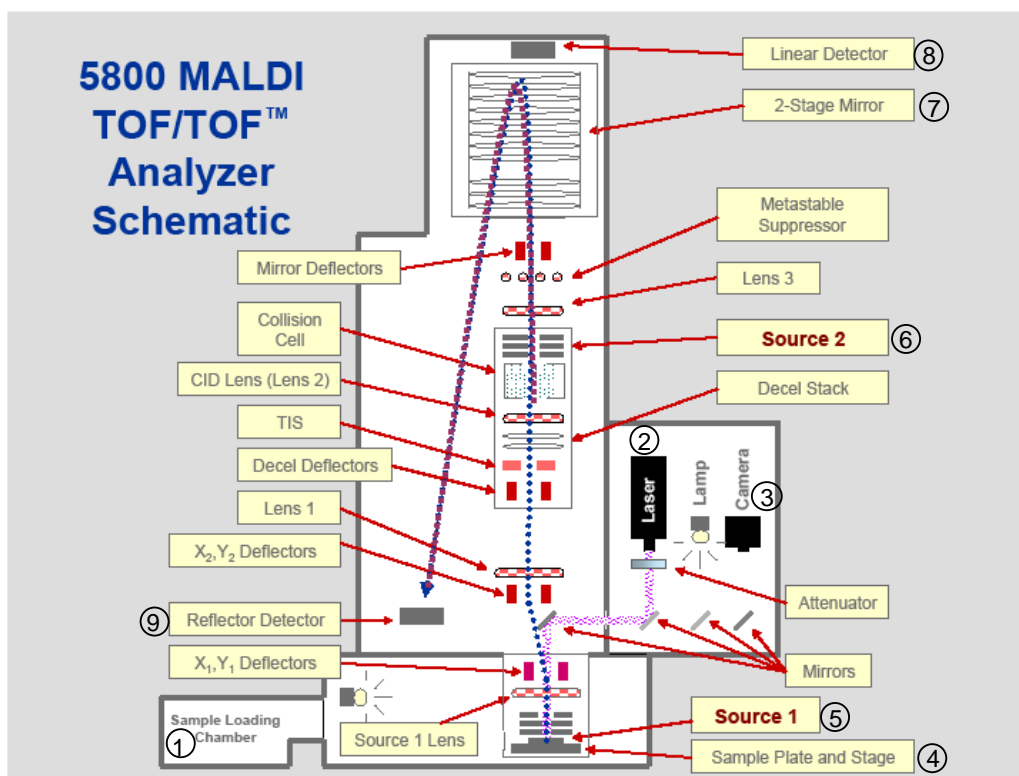 5800 MALDI
TOF/TOF™
Analyzer
Schematic
Linear Detector
⑧
2-Stage Mirror
⑦
Metastable
Suppressor
Mirror Deflectors
Lens 3
Collision
Cell
Source 2
⑥
CID Lens (Lens 2)
Decel Stack
TIS
Decel Deflectors
②
Laser
Lamp
Camera
③
Lens 1
X₂,Y₂ Deflectors
Attenuator
⑨
Reflector Detector
X₁,Y₁ Deflectors
Mirrors
Sample Loading
Chamber
①
Source 1 Lens
Source 1
⑤
Sample Plate and Stage
④